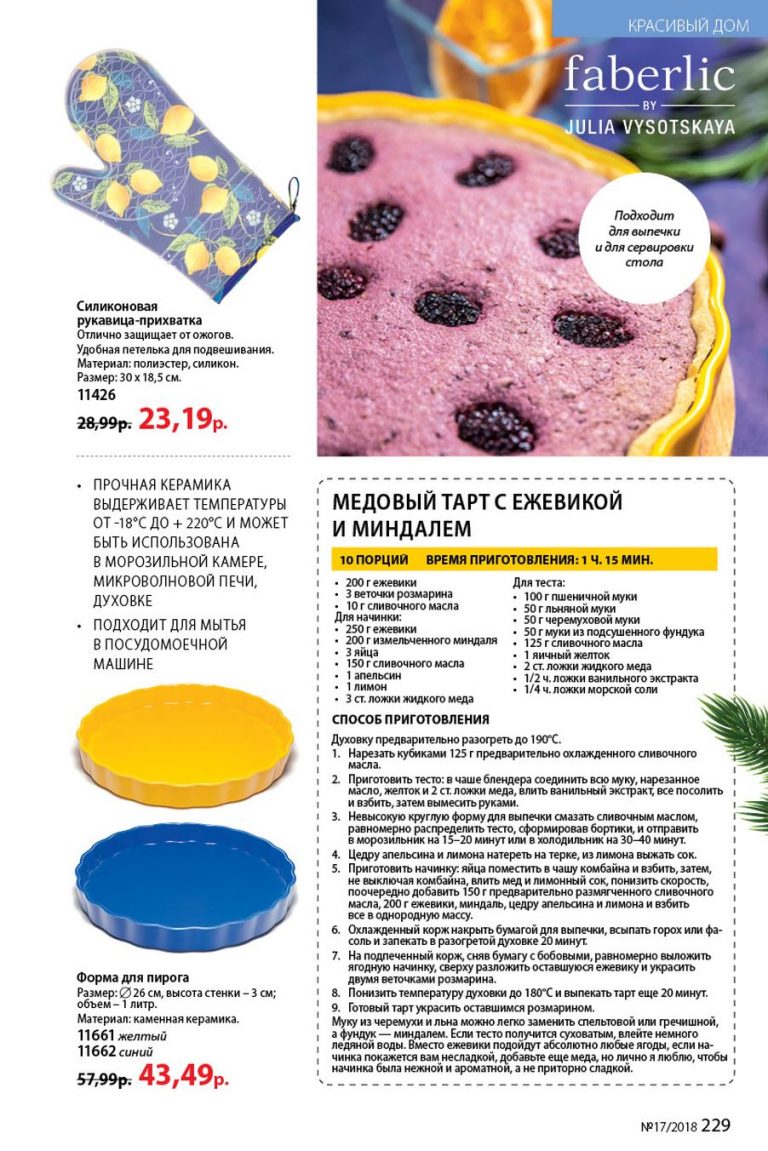 КРАСИВЫЙ ДОМ
faberlic
BY
JULIA VYSOTSKAYA
Подходит
для выпечки
и для сервировки
стола
Силиконовая
рукавица-прихватка
Отлично защищает от ожогов.
Удобная петелька для подвешивания.
Материал: полиэстер, силикон.
Размер: 30 х 18,5 см.
11426
28,99р. 23,19р.
• ПРОЧНАЯ КЕРАМИКА
ВЫДЕРЖИВАЕТ ТЕМПЕРАТУРЫ
ОТ -18°С ДО + 220°С И МОЖЕТ
БЫТЬ ИСПОЛЬЗОВАНА
В МОРОЗИЛЬНОЙ КАМЕРЕ,
МИКРОВОЛНОВОЙ ПЕЧИ,
ДУХОВКЕ
• ПОДХОДИТ ДЛЯ МЫТЬЯ
В ПОСУДОМОЕЧНОЙ
МАШИНЕ
Форма для пирога
Размер: ∅ 26 см, высота стенки – 3 см;
объем – 1 литр.
Материал: каменная керамика.
11661 желтый
11662 синий
57,99р. 43,49р.
МЕДОВЫЙ ТАРТ С ЕЖЕВИКОЙ
И МИНДАЛЕМ
10 ПОРЦИЙ ВРЕМЯ ПРИГОТОВЛЕНИЯ: 1 Ч. 15 МИН.
• 200 г ежевики
• 3 веточки розмарина
• 10 г сливочного масла
Для начинки:
• 250 г ежевики
• 200 г измельченного миндаля
• 3 яйца
• 150 г сливочного масла
• 1 апельсин
• 1 лимон
• 3 ст. ложки жидкого меда
Для теста:
• 100 г пшеничной муки
• 50 г льняной муки
• 50 г черемуховой муки
• 50 г муки из подсушенного фундука
• 125 г сливочного масла
• 1 яичный желток
• 2 ст. ложки жидкого меда
• 1/2 ч. ложки ванильного экстракта
• 1/4 ч. ложки морской соли
СПОСОБ ПРИГОТОВЛЕНИЯ
Духовку предварительно разогреть до 190°С.
1. Нарезать кубиками 125 г предварительно охлажденного сливочного
масла.
2. Приготовить тесто: в чаше блендера соединить всю муку, нарезанное
масло, желток и 2 ст. ложки меда, влить ванильный экстракт, все посолить
и взбить, затем вымесить руками.
3. Невысокую круглую форму для выпечки смазать сливочным маслом,
равномерно распределить тесто, сформировав бортики, и отправить
в морозильник на 15–20 минут или в холодильник на 30–40 минут.
4. Цедру апельсина и лимона натереть на терке, из лимона выжать сок.
5. Приготовить начинку: яйца поместить в чашу комбайна и взбить, затем,
не выключая комбайна, влить мед и лимонный сок, понизить скорость,
поочередно добавить 150 г предварительно размягченного сливочного
масла, 200 г ежевики, миндаль, цедру апельсина и лимона и взбить
все в однородную массу.
6. Охлажденный корж накрыть бумагой для выпечки, всыпать горох или фа-
соль и запекать в разогретой духовке 20 минут.
7. На подпеченный корж, сняв бумагу с бобовыми, равномерно выложить
ягодную начинку, сверху разложить оставшуюся ежевику и украсить
двумя веточками розмарина.
8. Понизить температуру духовки до 180°С и выпекать тарт еще 20 минут.
9. Готовый тарт украсить оставшимся розмарином.
Муку из черемухи и льна можно легко заменить спельтовой или гречишной,
а фундук — миндалем. Если тесто получится суховатым, влейте немного
ледяной воды. Вместо ежевики подойдут абсолютно любые ягоды, если на-
чинка покажется вам несладкой, добавьте еще меда, но лично я люблю, чтобы
начинка была нежной и ароматной, а не приторно сладкой.
№17/2018 229